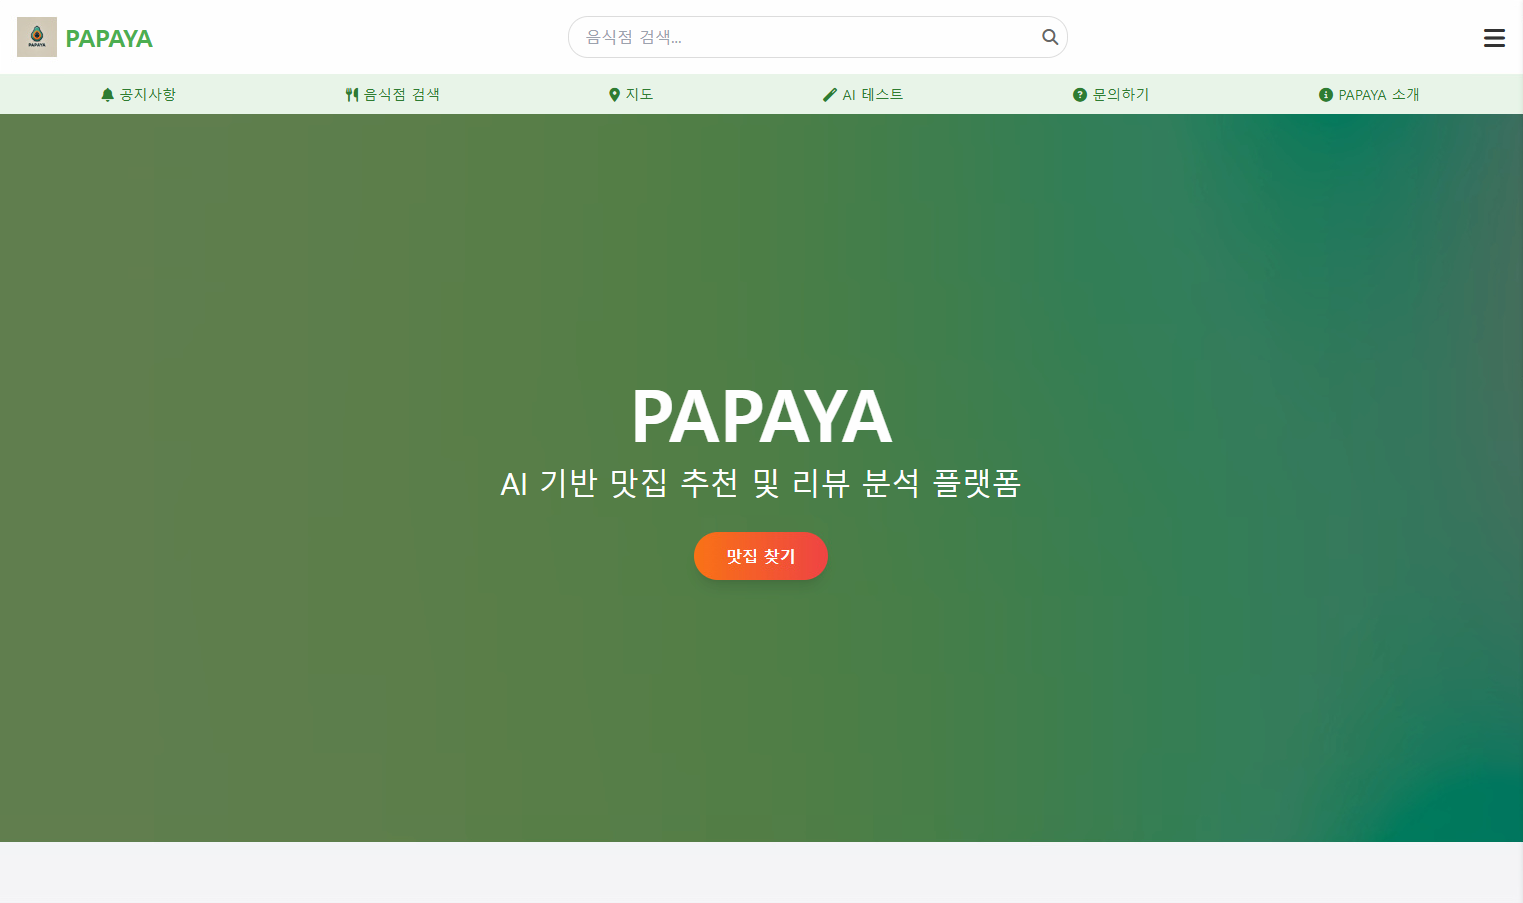 PAPAYA
PAPAYA
음식점 검색...
공지사항
음식점 검색
지도
AI 테스트
문의하기
PAPAYA 소개
PAPAYA
AI 기반 맛집 추천 및 리뷰 분석 플랫폼
맛집 찾기